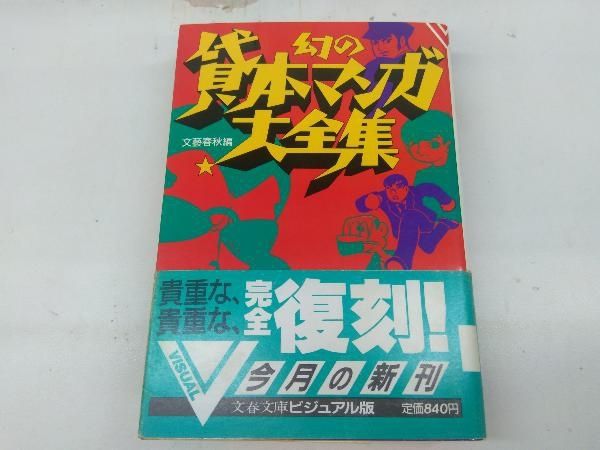 幻の
貸本マンガ
大全集
文藝春秋編
貴重な、
貴重な、
完全
復刻!
VISUAL
今月の新刊
文春文庫ビジュアル版
定価840円